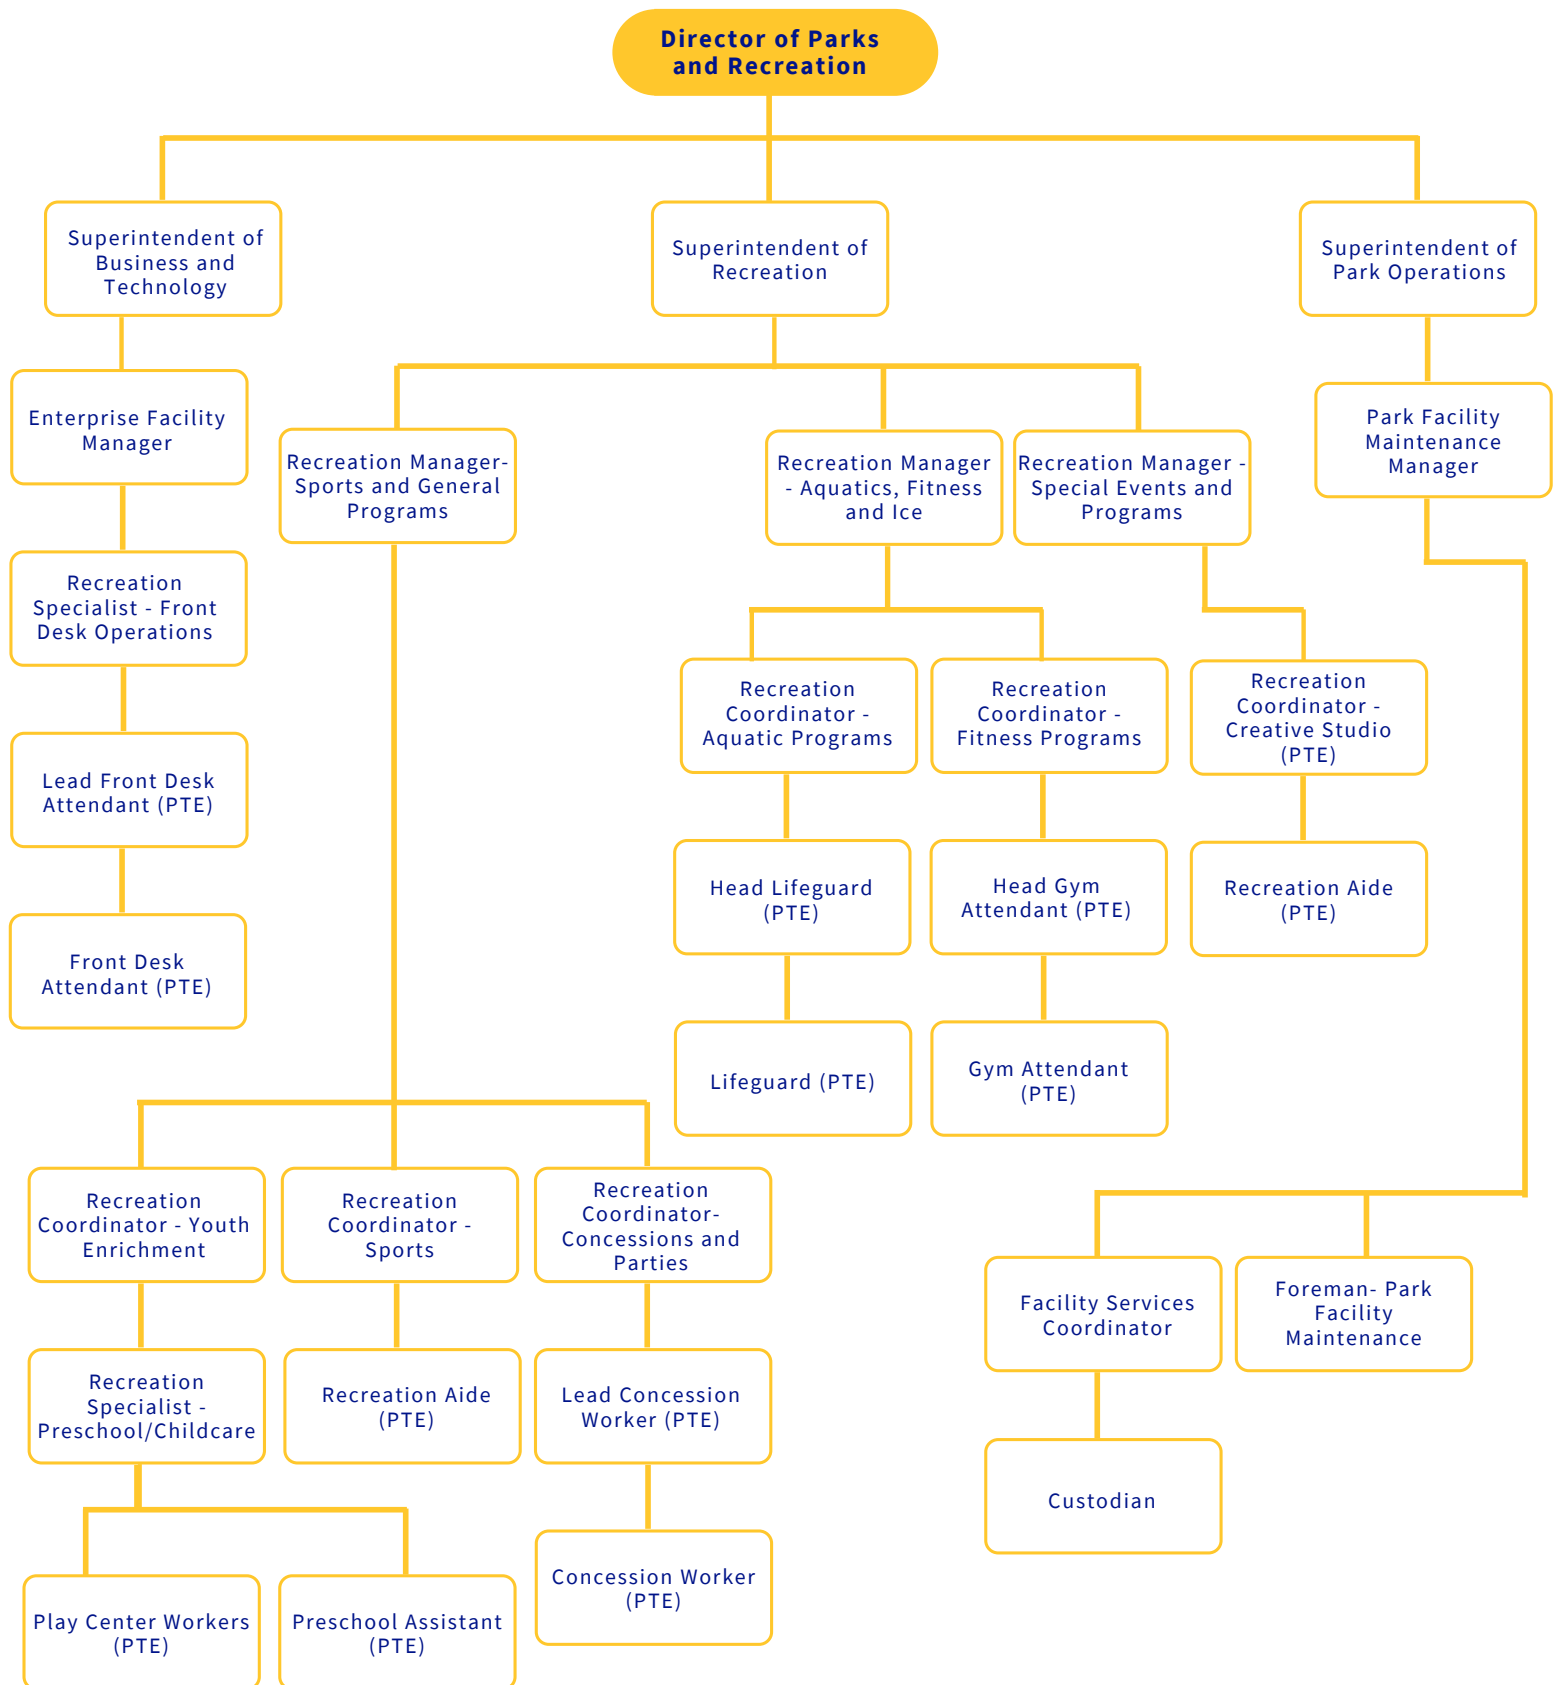 Director of Parks
and Recreation
Superintendent of
Business and
Technology
Superintendent of
Recreation
Superintendent of
Park Operations
Enterprise Facility
Manager
Recreation Manager-
Sports and General
Programs
Recreation Manager
- Aquatics, Fitness
and Ice
Recreation Manager -
Special Events and
Programs
Park Facility
Maintenance
Manager
Recreation
Specialist - Front
Desk Operations
Recreation
Coordinator -
Aquatic Programs
Recreation
Coordinator -
Fitness Programs
Recreation
Coordinator -
Creative Studio
(PTE)
Lead Front Desk
Attendant (PTE)
Head Lifeguard
(PTE)
Head Gym
Attendant (PTE)
Recreation Aide
(PTE)
Front Desk
Attendant (PTE)
Lifeguard (PTE)
Gym Attendant
(PTE)
Recreation
Coordinator - Youth
Enrichment
Recreation
Coordinator -
Sports
Recreation
Coordinator-
Concessions and
Parties
Facility Services
Coordinator
Foreman- Park
Facility
Maintenance
Recreation
Specialist -
Preschool/Childcare
Recreation Aide
(PTE)
Lead Concession
Worker (PTE)
Custodian
Concession Worker
(PTE)
Play Center Workers
(PTE)
Preschool Assistant
(PTE)